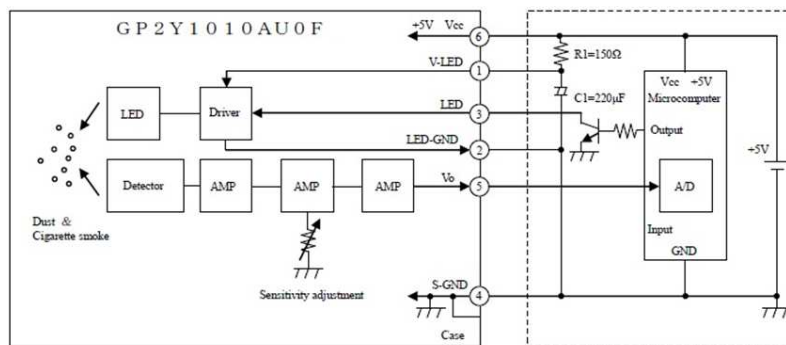 GP2Y1010AU0F
+5V Vcc
6
V-LED
1
R1=150Ω
C1=220μF
Vcc +5V
Microcomputer
LED
Driver
LED
3
Output
LED-GND
2
+5V
Detector
AMP
AMP
AMP
Vo
5
A/D
Dust &
Cigarette smoke
Input
GND
Sensitivity adjustment
S-GND
4
Case